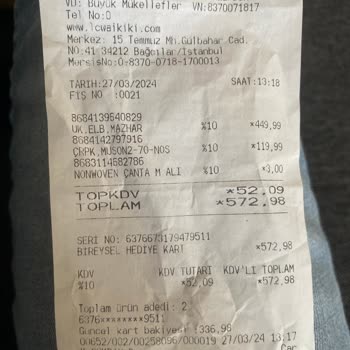 VD: Büyük Mükellefler VN:8370071817
Tel No:0
www.lcwaikiki.com
Merkez: 15 Temmuz Mh.Gülbahar Cad.
NO:41 34212 Bağcılar/İstanbul
MersisNo:0-8370-0718-1700013
TARİH:27/03/2024 SAAT:13:18
FİŞ NO :0021
8684139640829
UK.ELB.MAZHAR %10 *449,99
8684142797916
ÇRPK.MUSON2-70-NOS %10 *119,99
8683114582786
NONWOVEN ÇANTA M ALI %10 *3,00
TOPKDV *52,09
TOPLAM *572,98
SERI NO: 6376673179479511
BIREYSEL HEDIYE KART *572,98
KDV KDV TUTARI KDV'LI TOPLAM
%10 *52,09 *572,98
Toplam ürün adedi: 2
6376********9511
Güncel kart bakiyesi :336,98
00652/002/00258096/000019 27/03/24 13:17